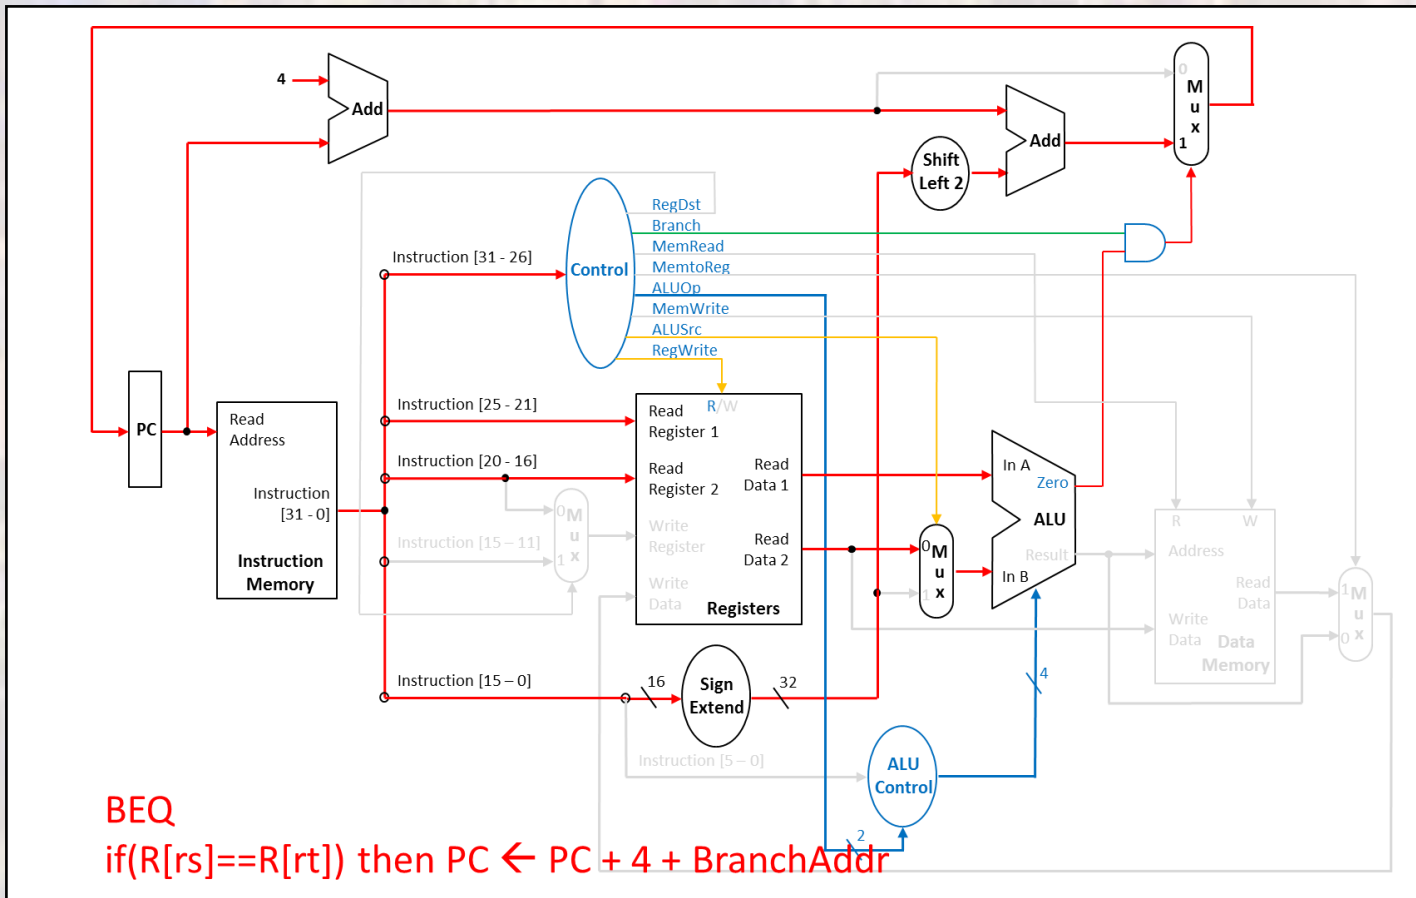 4
Add
0
M
u
x
1
Add
Shift
Left 2
RegDst
Branch
MemRead
MemtoReg
ALUOp
MemWrite
ALUSrc
RegWrite
Control
Instruction [31 - 26]
PC
Read
Address
Instruction
[31 - 0]
Instruction
Memory
Instruction [25 - 21]
Instruction [20 - 16]
Instruction [15 – 11]
0
M
u
x
1
R/W
Read
Register 1
Read
Register 2
Write
Register
Write
Data
Read
Data 1
Read
Data 2
Registers
0
M
u
x
1
In A
Zero
ALU
Result
In B
R
W
Address
Read
Data
Write
Data
Data
Memory
1
M
u
x
0
Instruction [15 – 0]
16
Sign
Extend
32
4
Instruction [5 – 0]
ALU
Control
2
BEQ
if(R[rs]==R[rt]) then PC ← PC + 4 + BranchAddr